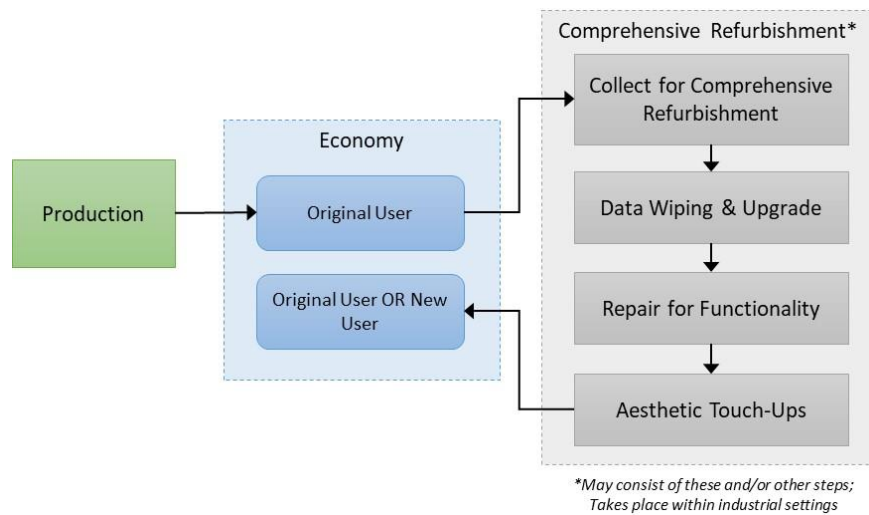 Comprehensive Refurbishment*
Collect for Comprehensive
Refurbishment
Economy
Production
Original User
Data Wiping & Upgrade
Original User OR New
User
Repair for Functionality
Aesthetic Touch-Ups
*May consist of these and/or other steps;
Takes place within industrial settings